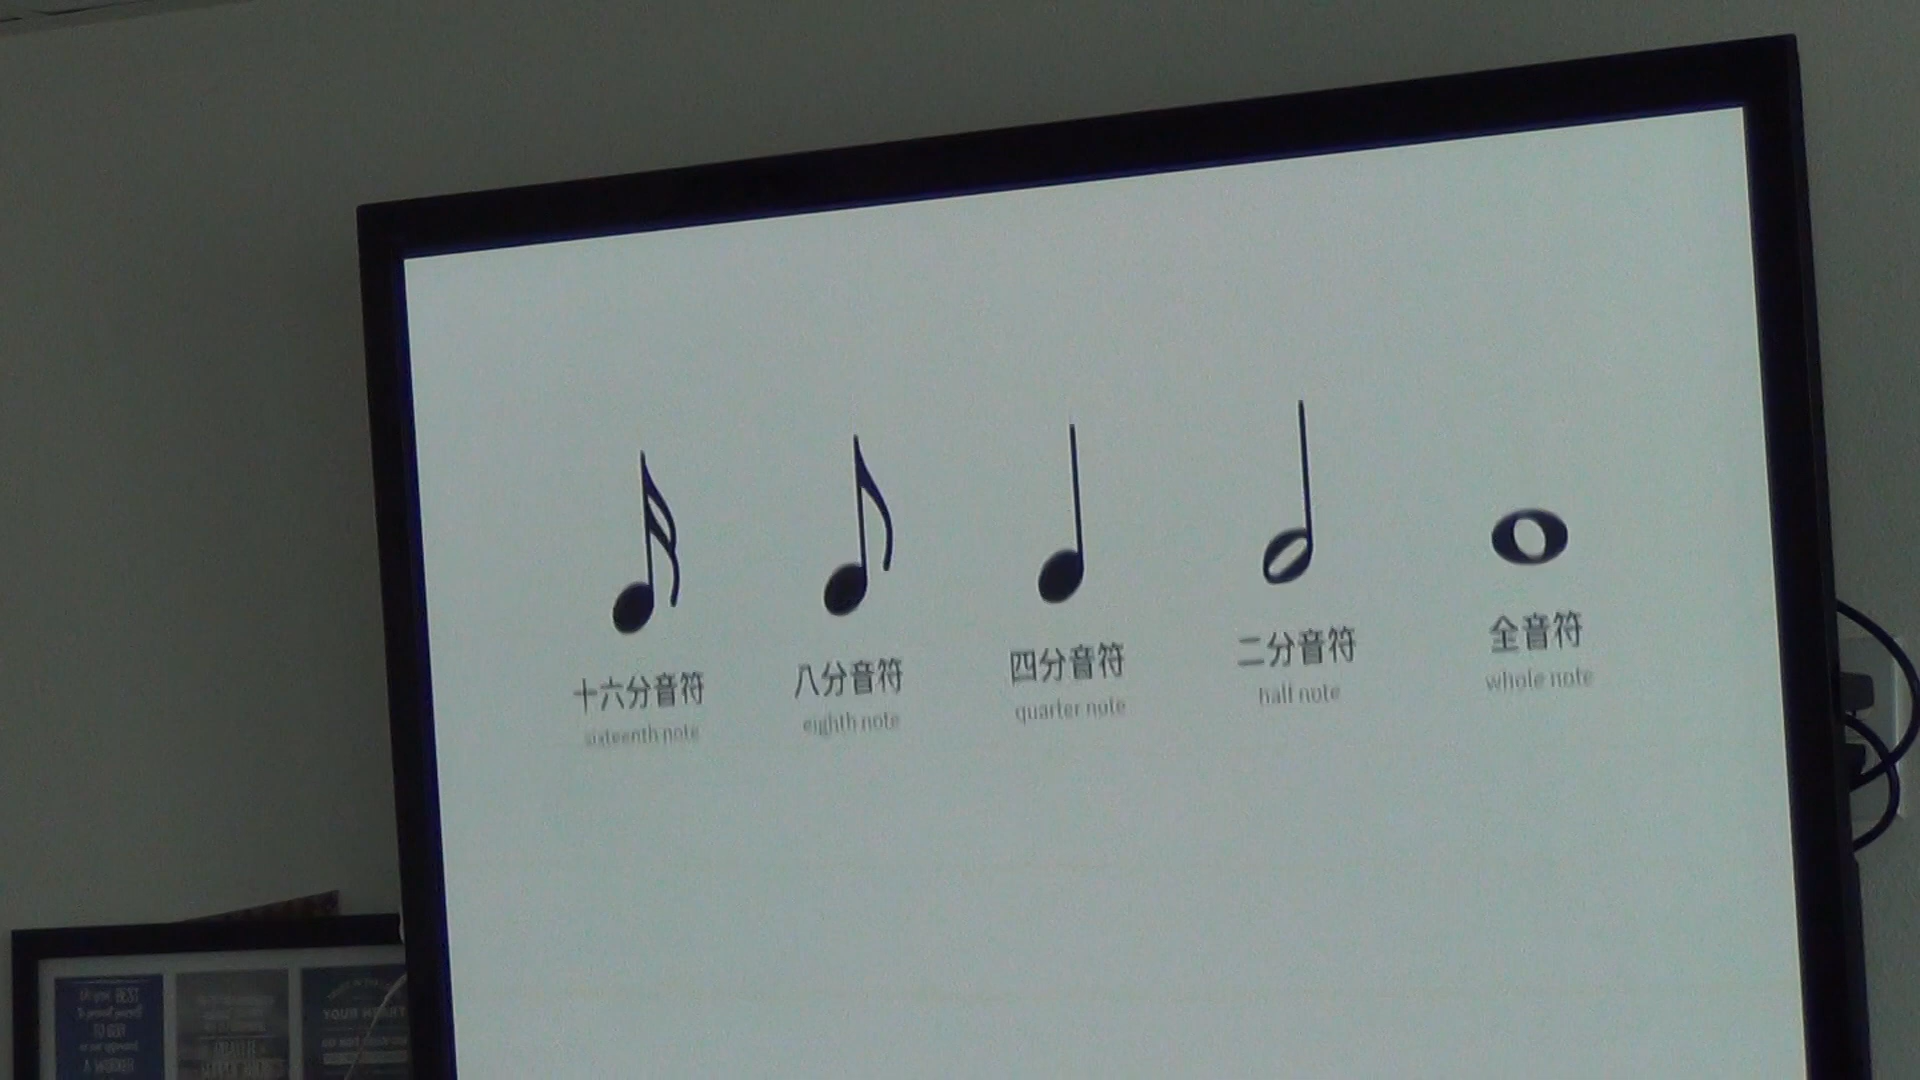 十六分音符
sixteenth note
八分音符
eighth note
四分音符
quarter note
二分音符
half note
全音符
whole note